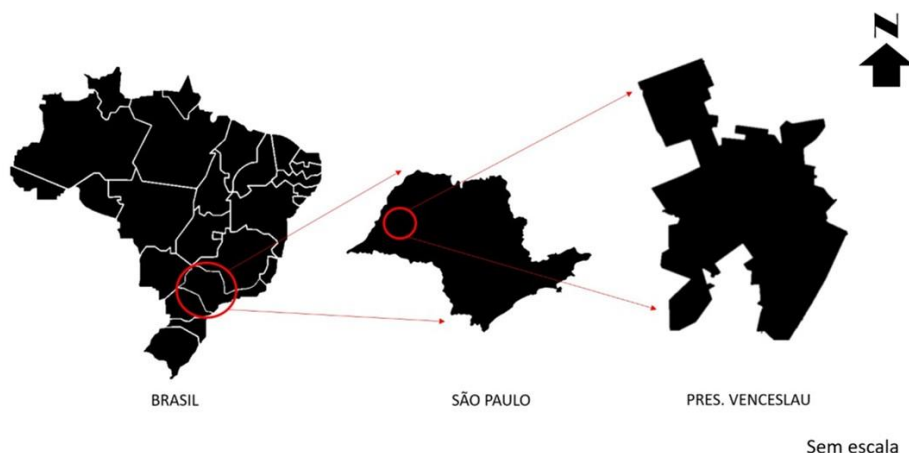 N
BRASIL
SÃO PAULO
PRES. VENCESLAU
Sem escala